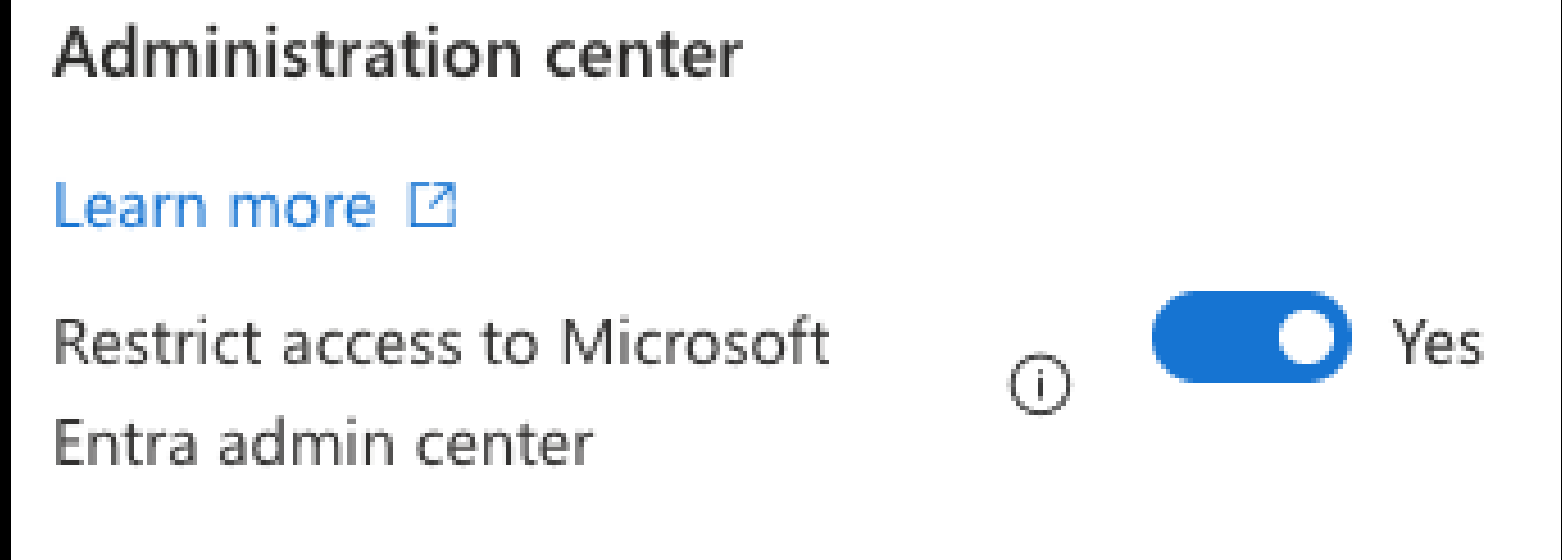 Administration center
Learn more
Restrict access to Microsoft
Entra admin center
Yes